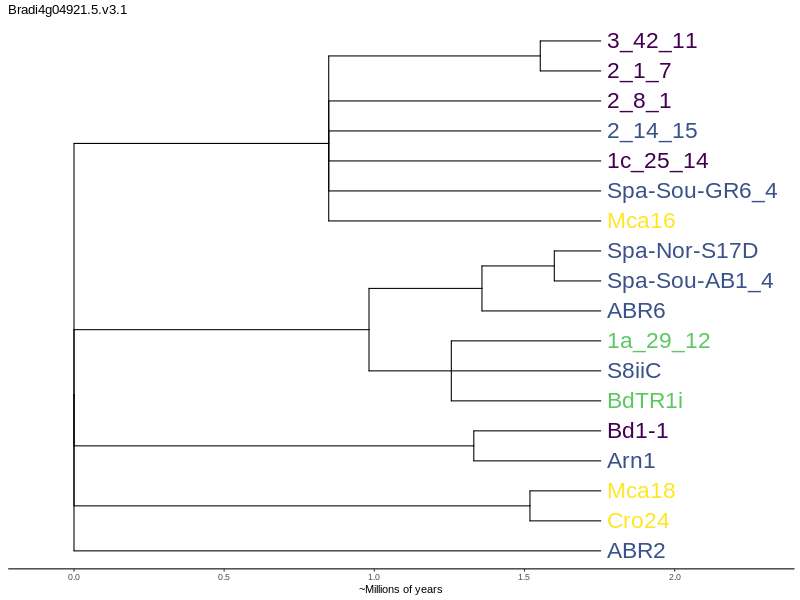 Bradi4g04921.5.v3.1
3_42_11
2_1_7
2_8_1
2_14_15
1c_25_14
Spa-Sou-GR6_4
Mca16
Spa-Nor-S17D
Spa-Sou-AB1_4
ABR6
1a_29_12
S8iiC
BdTR1i
Bd1-1
Arn1
Mca18
Cro24
ABR2
0.0 0.5 1.0 1.5 2.0
~Millions of years